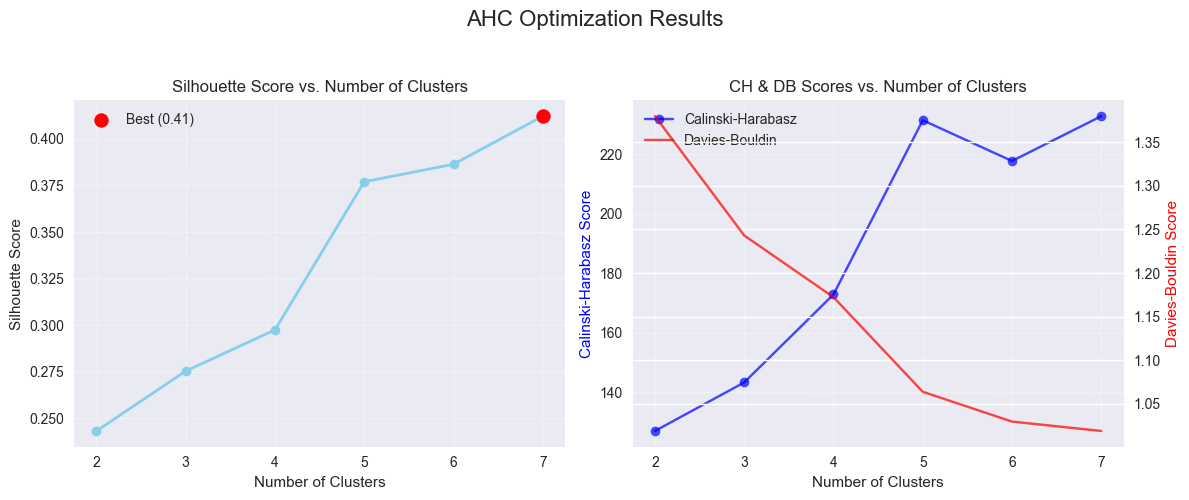 AHC Optimization Results
Silhouette Score vs. Number of Clusters
Best (0.41)
Silhouette Score
0.400
0.375
0.350
0.325
0.300
0.275
0.250
2 3 4 5 6 7
Number of Clusters
CH & DB Scores vs. Number of Clusters
Calinski-Harabasz
Davies-Bouldin
Calinski-Harabasz Score
220
200
180
160
140
2 3 4 5 6 7
Number of Clusters
1.35
1.30
1.25
1.20
1.15
1.10
1.05
Davies-Bouldin Score